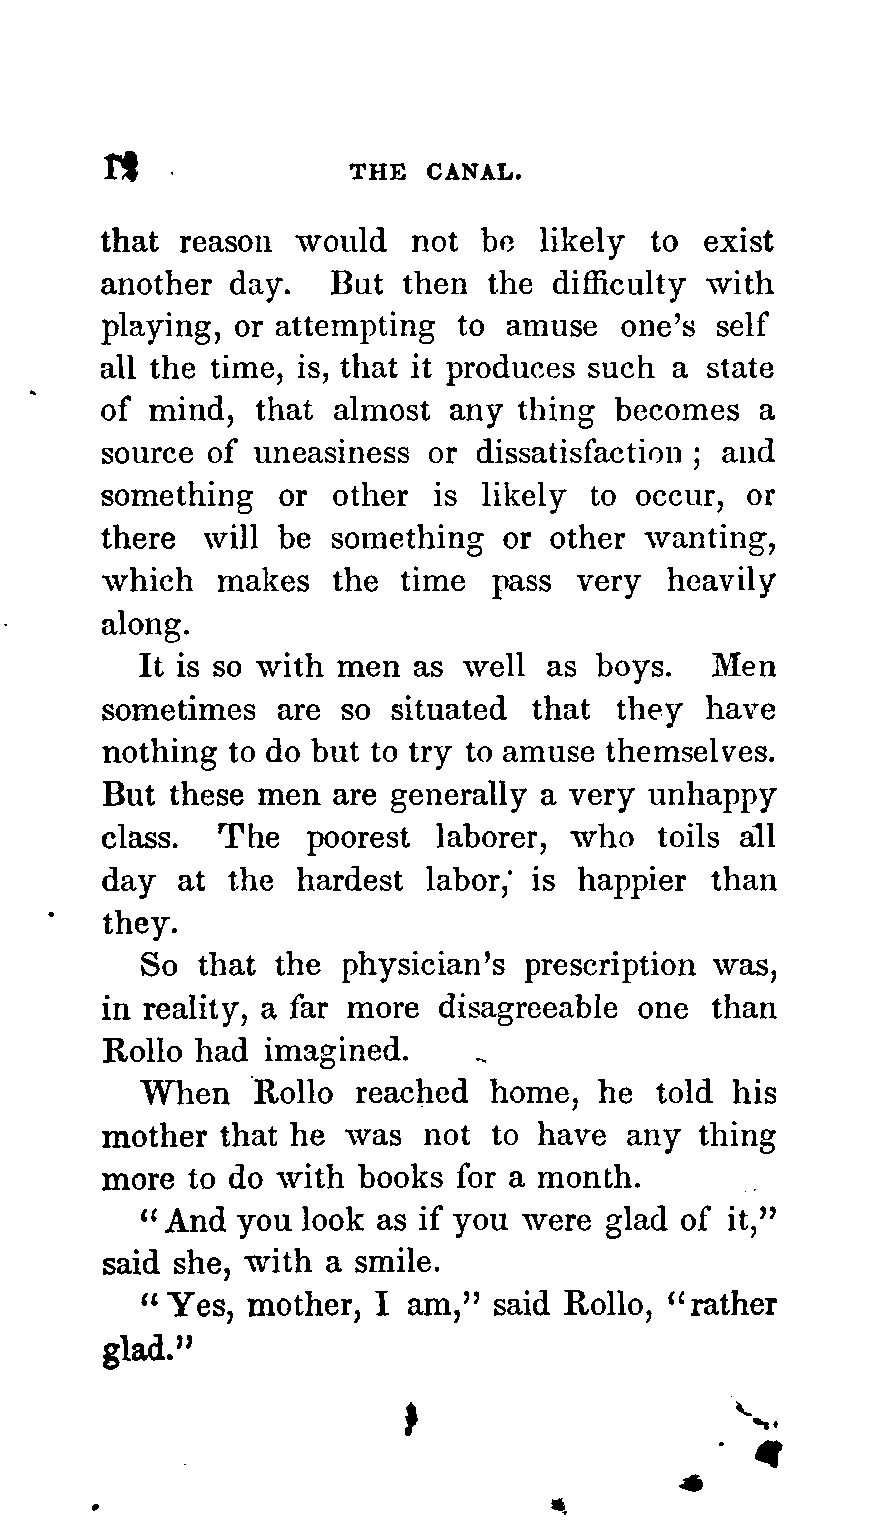 THE CANAL.
that reason would not be likely to exist
another day. But then the difficulty with
playing, or attempting to amuse one's self
all the time, is, that it produces such a state
of mind, that almost any thing becomes a
source of uneasiness or dissatisfaction ; and
something or other is likely to occur, or
there will be something or other wanting,
which makes the time pass very heavily
along.
It is so with men as well as boys. Men
sometimes are so situated that they have
nothing to do but to try to amuse themselves.
But these men are generally a very unhappy
class. The poorest laborer, who toils all
day at the hardest labor, is happier than
they.
So that the physician's prescription was,
in reality, a far more disagreeable one than
Rollo had imagined.
When Rollo reached home, he told his
mother that he was not to have any thing
more to do with books for a month.
"And you look as if you were glad of it,"
said she, with a smile.
"Yes, mother, I am," said Rollo, "rather
glad."